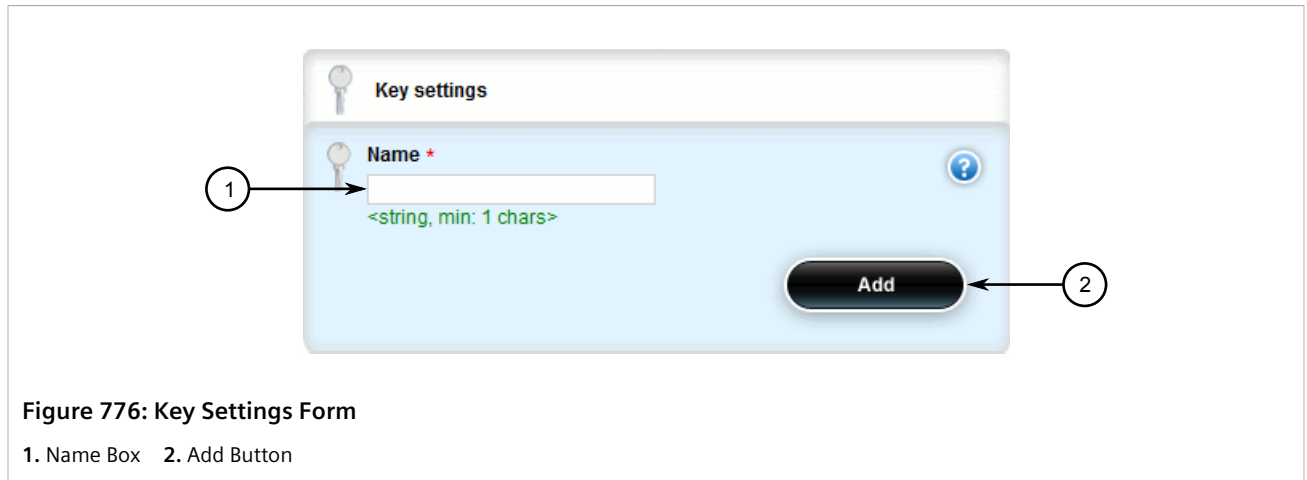 Key settings
Name *
<string, min: 1 chars>
?
1
Add
2
Figure 776: Key Settings Form
1. Name Box 2. Add Button